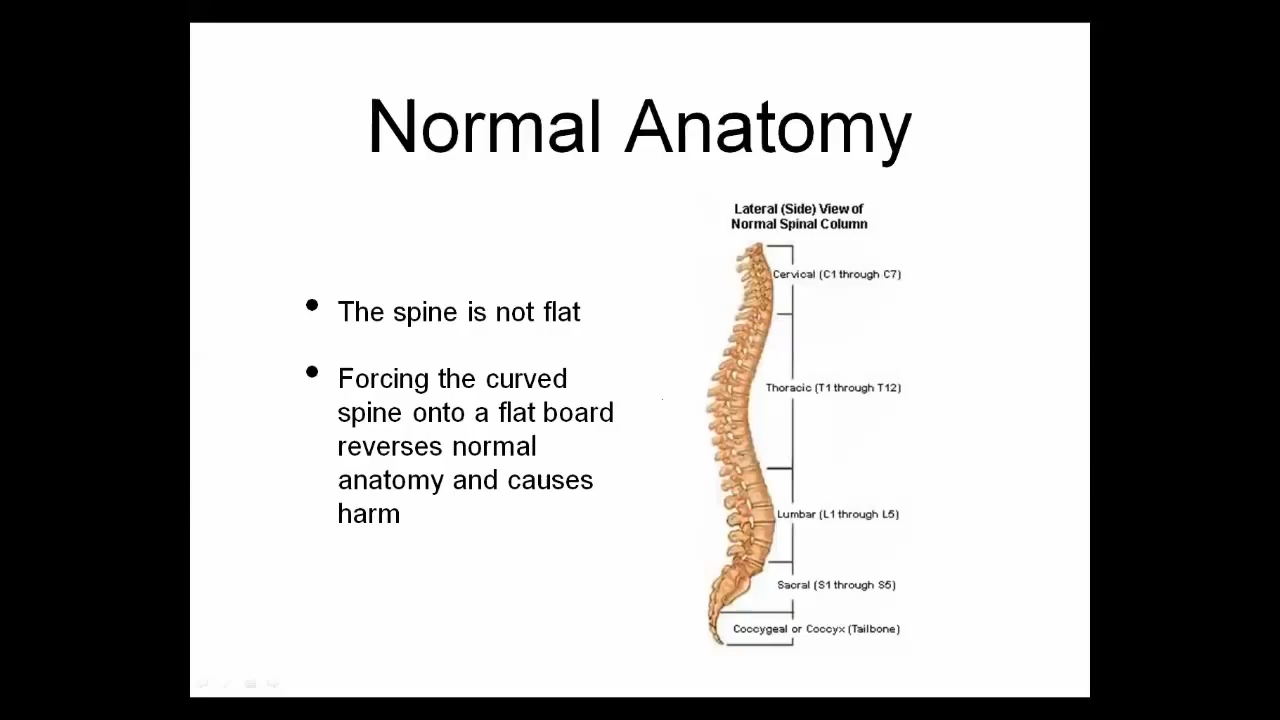 Normal Anatomy
• The spine is not flat
• Forcing the curved
spine onto a flat board
reverses normal
anatomy and causes
harm
Lateral (Side) View of
Normal Spinal Column
Cervical (C1 through C7)
Thoracic (T1 through T12)
Lumbar (L1 through L5)
Sacral (S1 through S5)
Coccygeal or Coccyx (Tailbone)